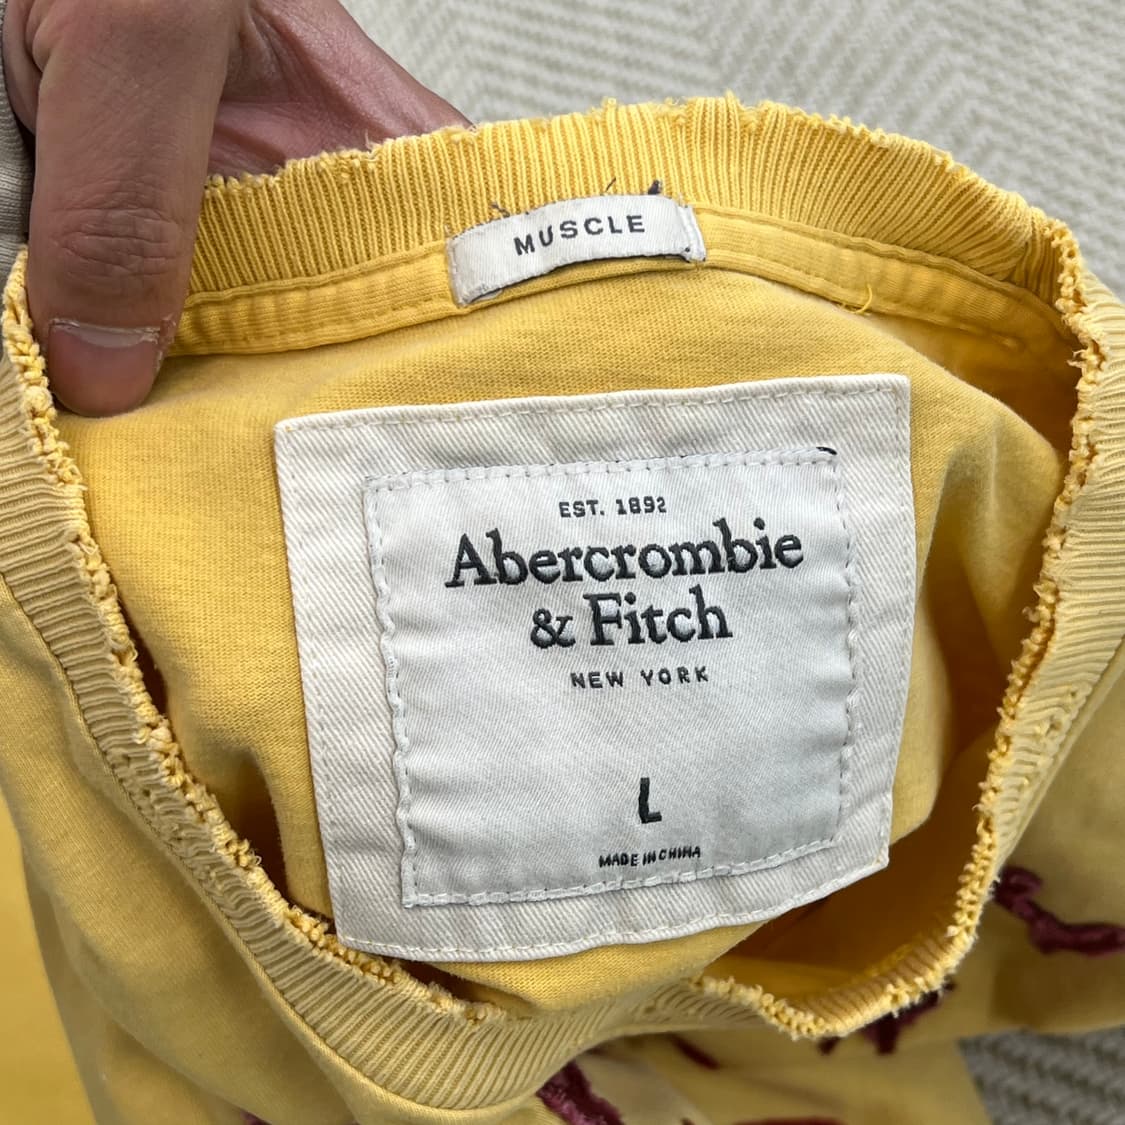 MUSCLE
EST. 1892
Abercrombie
& Fitch
NEW YORK
L
MADE IN CHINA